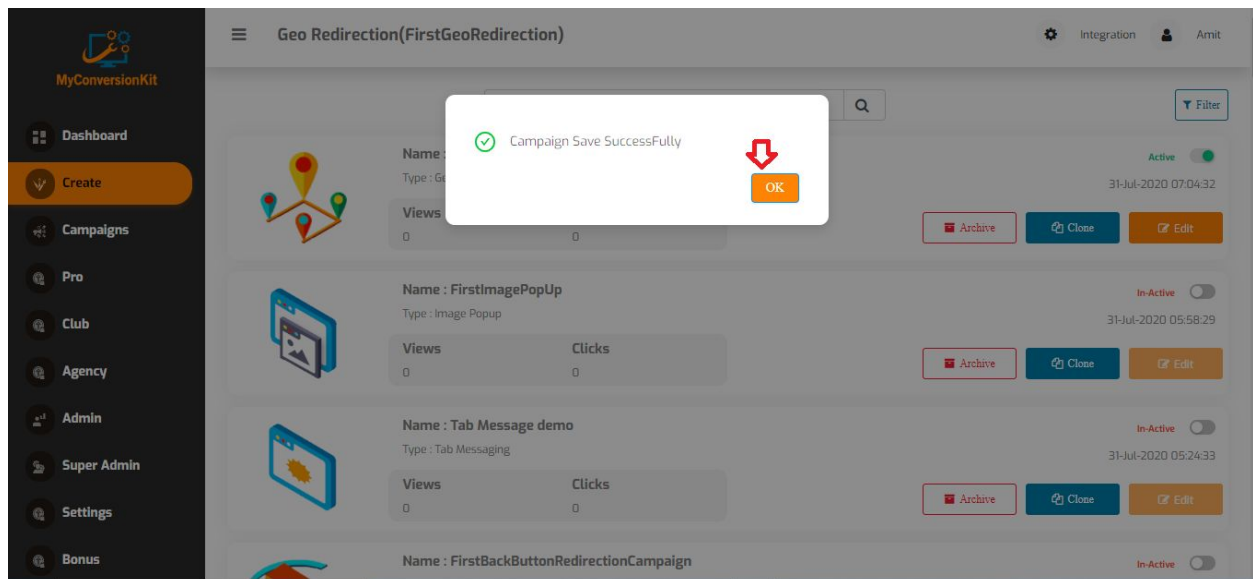 MyConversionKit
Geo Redirection(FirstGeoRedirection)
Integration
Amit
Dashboard
Create
Campaigns
Pro
Club
Agency
Admin
Super Admin
Settings
Bonus
Filter
Campaign Save SuccessFully
OK
Name :
Type :
Active
31-Jul-2020 07:04:32
Views
0
0
Archive
Clone
Edit
Name : FirstImagePopUp
Type : Image Popup
In-Active
31-Jul-2020 05:58:29
Views
Clicks
0
0
Archive
Clone
Edit
Name : Tab Message demo
Type : Tab Messaging
In-Active
31-Jul-2020 05:24:33
Views
Clicks
0
0
Archive
Clone
Edit
Name : FirstBackButtonRedirectionCampaign
In-Active